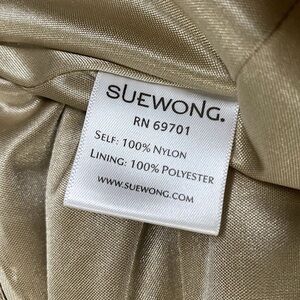 SUEWONG.
RN 69701
SELF: 100% NYLON
LINING: 100% POLYESTER
WWW.SUEWONG.COM